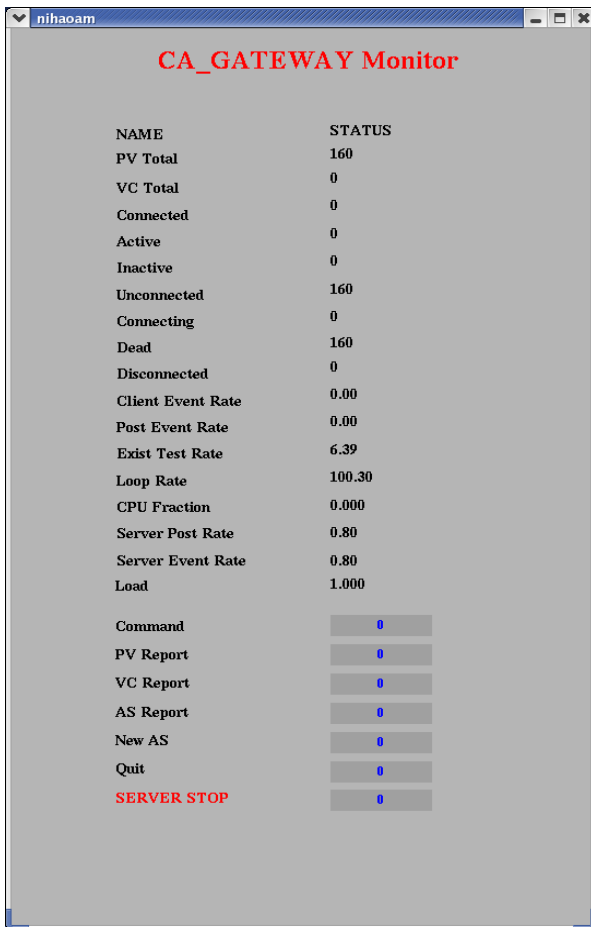 nihaoam
CA_GATEWAY Monitor
NAME STATUS
PV Total 160
VC Total 0
Connected 0
Active 0
Inactive 0
Unconnected 160
Connecting 0
Dead 160
Disconnected 0
Client Event Rate 0.00
Post Event Rate 0.00
Exist Test Rate 6.39
Loop Rate 100.30
CPU Fraction 0.000
Server Post Rate 0.80
Server Event Rate 0.80
Load 1.000
Command 0
PV Report 0
VC Report 0
AS Report 0
New AS 0
Quit 0
SERVER STOP 0